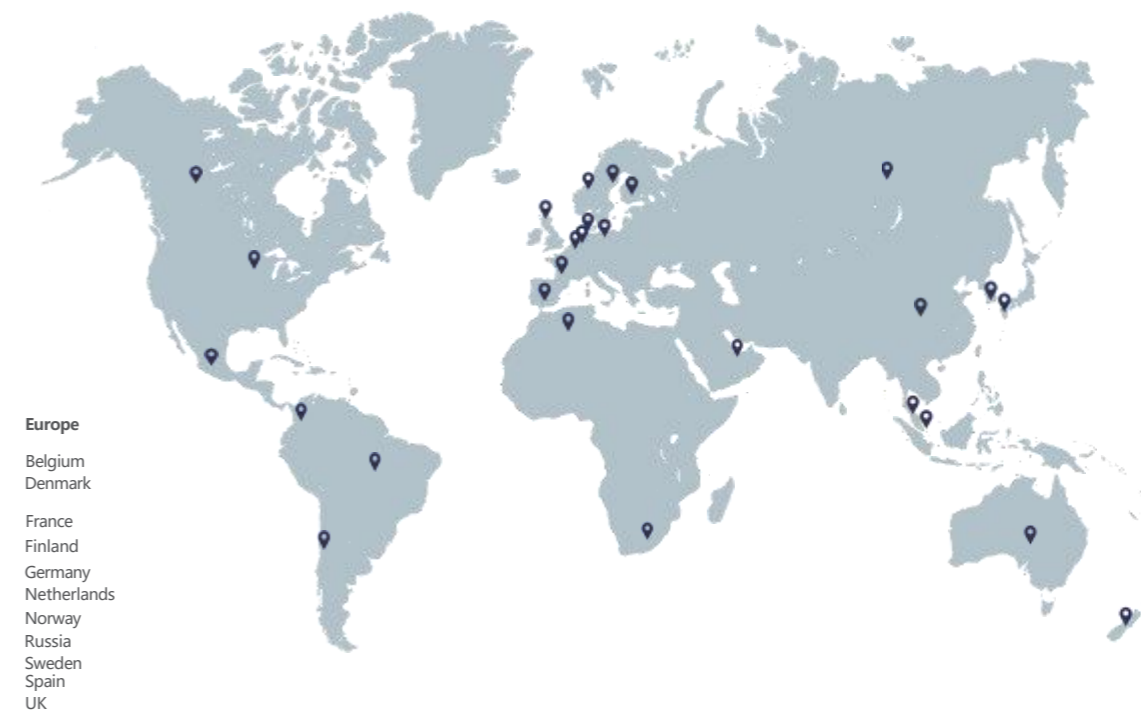 Europe
Belgium
Denmark
France
Finland
Germany
Netherlands
Norway
Russia
Sweden
Spain
UK